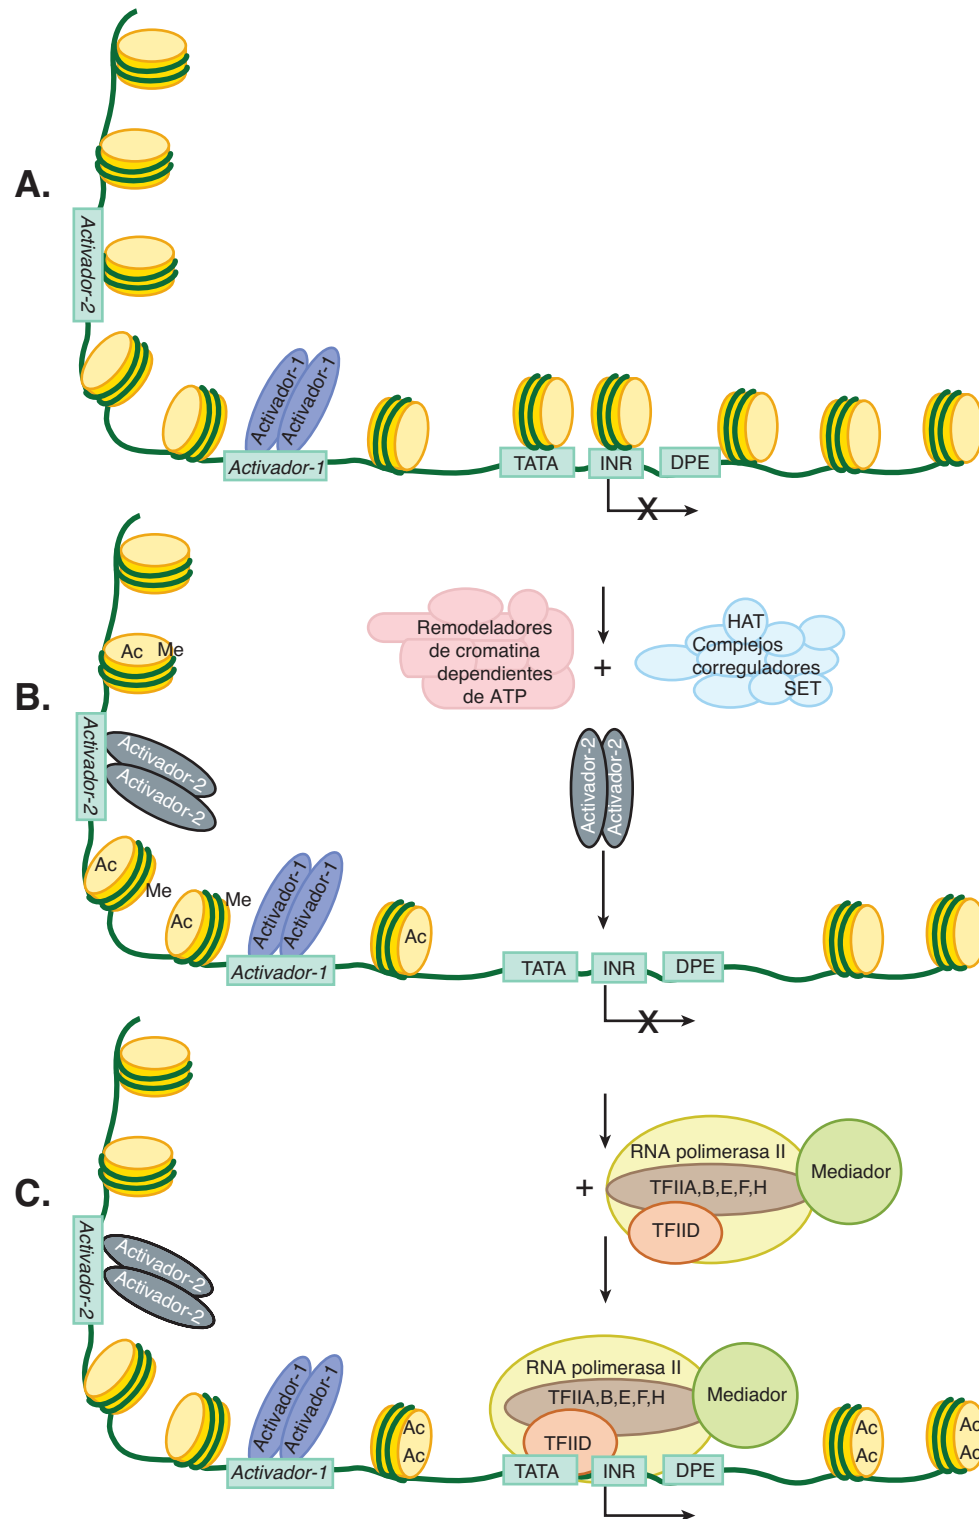 A.
Activador-2
Activador-1
Activador-1
Activador-1
TATA
INR
DPE
X
B.
Remodeladores
de cromatina
dependientes
de ATP
+
HAT
Complejos
correguladores
SET
Activador-2
Activador-2
Ac
Me
Activador-2
Activador-2
Activador-2
Ac
Me
Ac
Me
Activador-1
Activador-1
Activador-1
Ac
TATA
INR
DPE
X
C.
+
RNA polimerasa II
TFIIA,B,E,F,H
TFIID
Mediador
Activador-2
Activador-2
Activador-2
Activador-1
Activador-1
Activador-1
Ac
Ac
RNA polimerasa II
TFIIA,B,E,F,H
TFIID
Mediador
TATA
INR
DPE
Ac
Ac
Ac
Ac